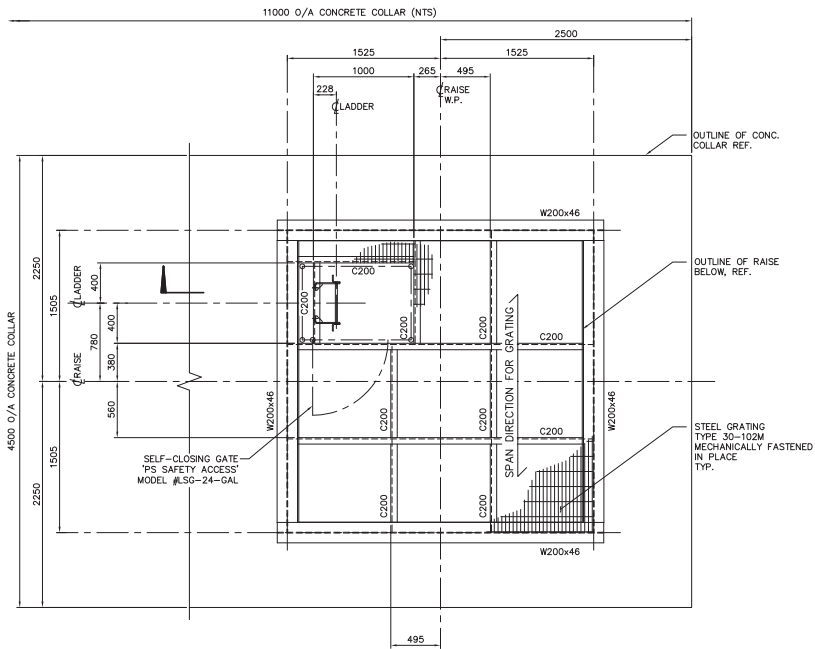 11000 O/A CONCRETE COLLAR (NTS)
2500
1525
1525
1000
265
495
228
℄RAISE
W.P.
℄LADDER
OUTLINE OF CONC.
COLLAR REF.
W200x46
C200
OUTLINE OF RAISE
BELOW, REF.
2250
1505
℄LADDER
400
400
780
380
℄RAISE
560
4500 O/A CONCRETE COLLAR
1505
2250
C200
C200
C200
C200
SPAN DIRECTION FOR GRATING
W200x46
W200x46
C200
C200
C200
STEEL GRATING
TYPE 30-102M
MECHANICALLY FASTENED
IN PLACE
TYP.
SELF-CLOSING GATE
'PS SAFETY ACCESS'
MODEL #LSG-24-GAL
C200
C200
W200x46
495